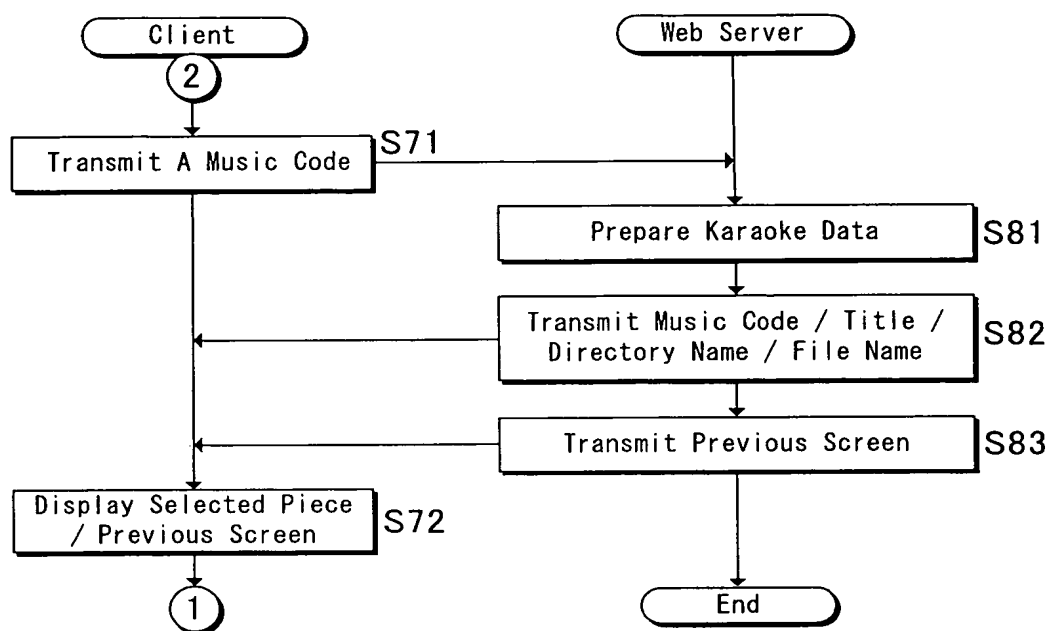 Client
Web Server
2
Transmit A Music Code
S71
Prepare Karaoke Data
S81
Transmit Music Code / Title /
Directory Name / File Name
S82
Transmit Previous Screen
S83
Display Selected Piece
/ Previous Screen
S72
1
End